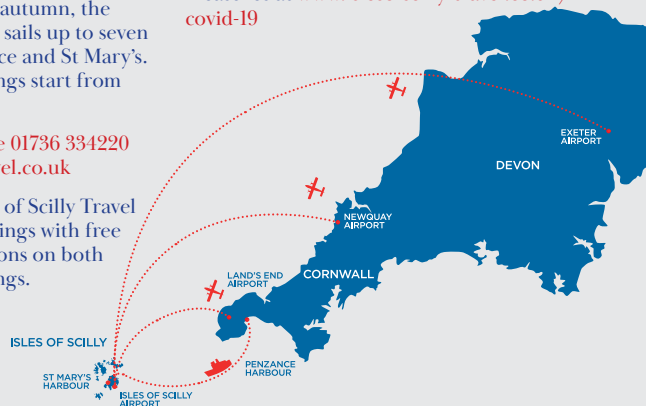 autumn, the
sails up to seven
ce and St Mary's.
ngs start from
e 01736 334220
vel.co.uk
of Scilly Travel
ings with free
ons on both
ngs.
covid-19
EXETER
AIRPORT
DEVON
NEWQUAY
AIRPORT
LAND'S END
AIRPORT
CORNWALL
ISLES OF SCILLY
PENZANCE
HARBOUR
ST MARY'S
HARBOUR
ISLES OF SCILLY
AIRPORT